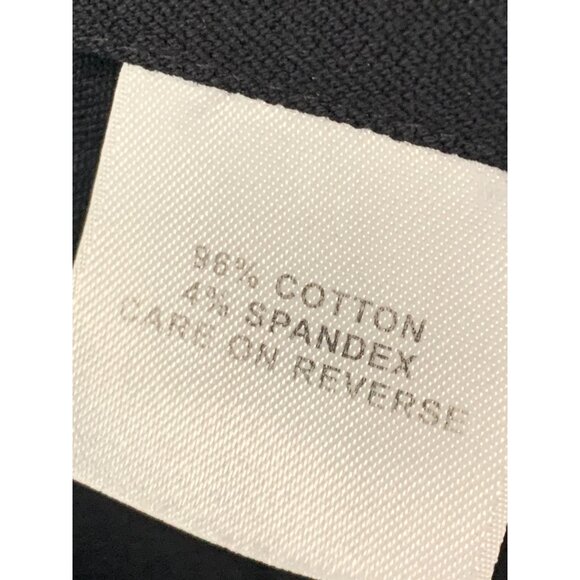 96% COTTON
4% SPANDEX
CARE ON REVERSE